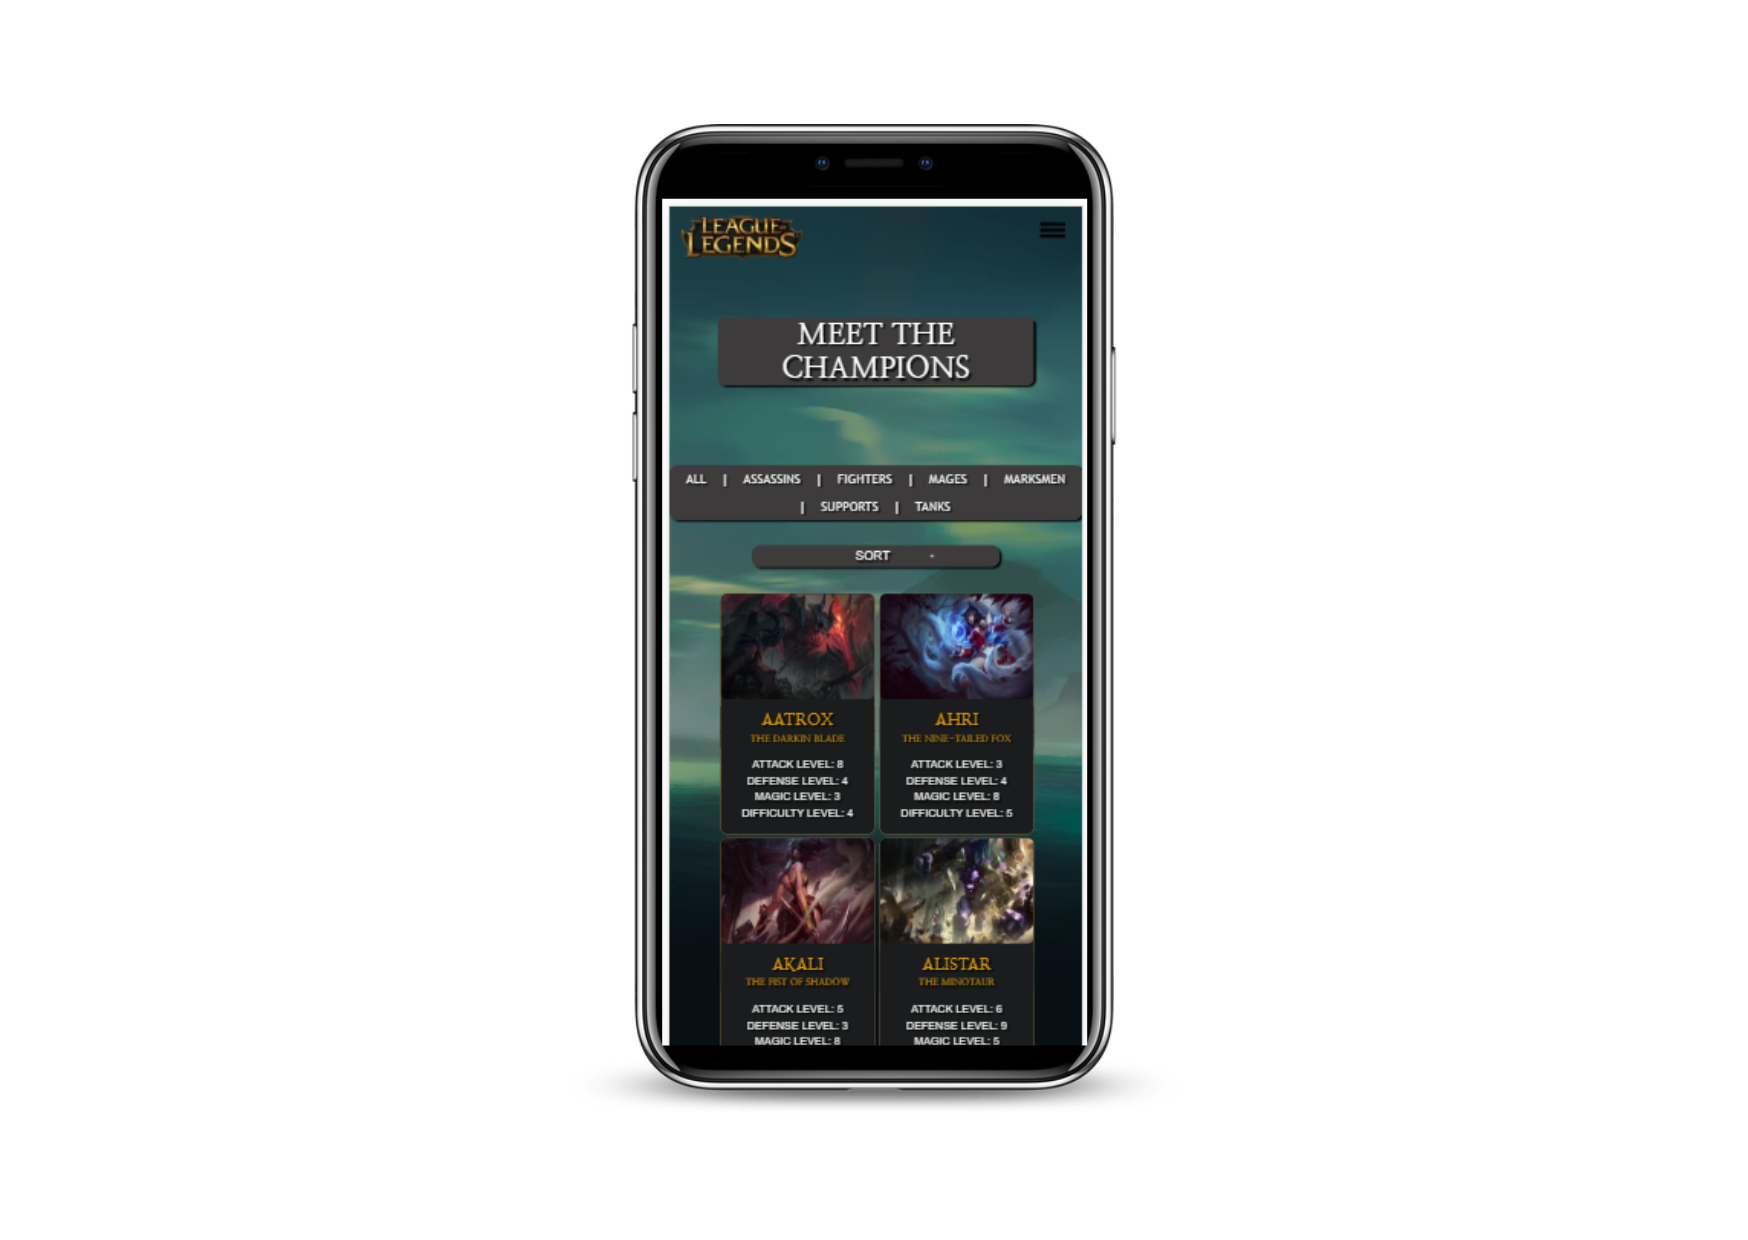 LEAGUE OF
LEGENDS
MEET THE
CHAMPIONS
ALL | ASSASSINS | FIGHTERS | MAGES | MARKSMEN
| SUPPORTS | TANKS
SORT
AATROX
THE DARKIN BLADE
ATTACK LEVEL: 8
DEFENSE LEVEL: 4
MAGIC LEVEL: 3
DIFFICULTY LEVEL: 4
AHRI
THE NINE-TAILED FOX
ATTACK LEVEL: 3
DEFENSE LEVEL: 4
MAGIC LEVEL: 8
DIFFICULTY LEVEL: 5
AKALI
THE FIST OF SHADOW
ATTACK LEVEL: 5
DEFENSE LEVEL: 3
MAGIC LEVEL: 8
ALISTAR
THE MINOTAUR
ATTACK LEVEL: 6
DEFENSE LEVEL: 9
MAGIC LEVEL: 5